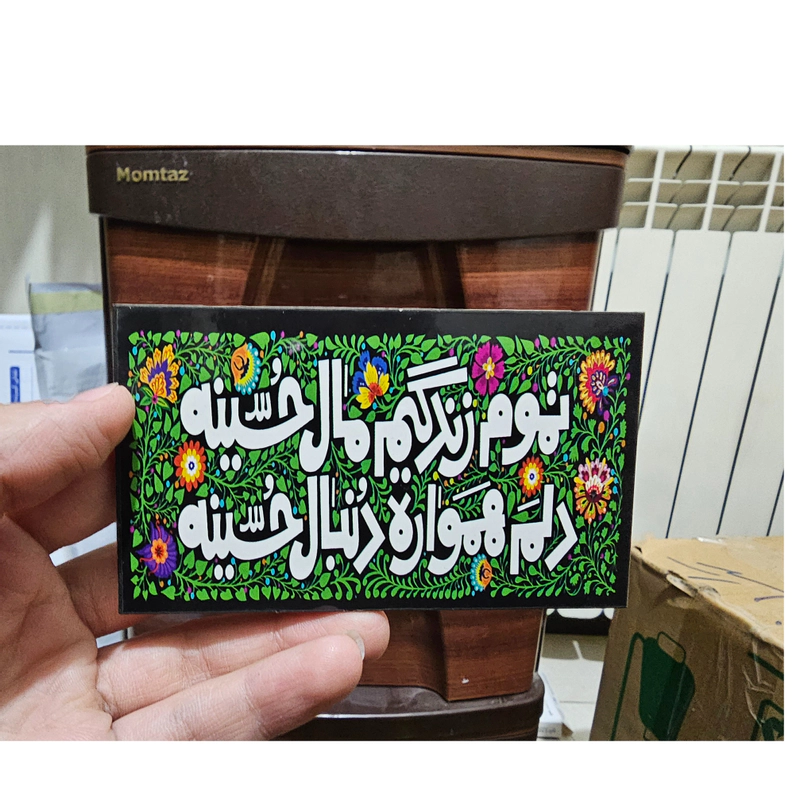 Momtaz
تموم زندگیم مال حسینه
دلم همواره دنبال حسینه